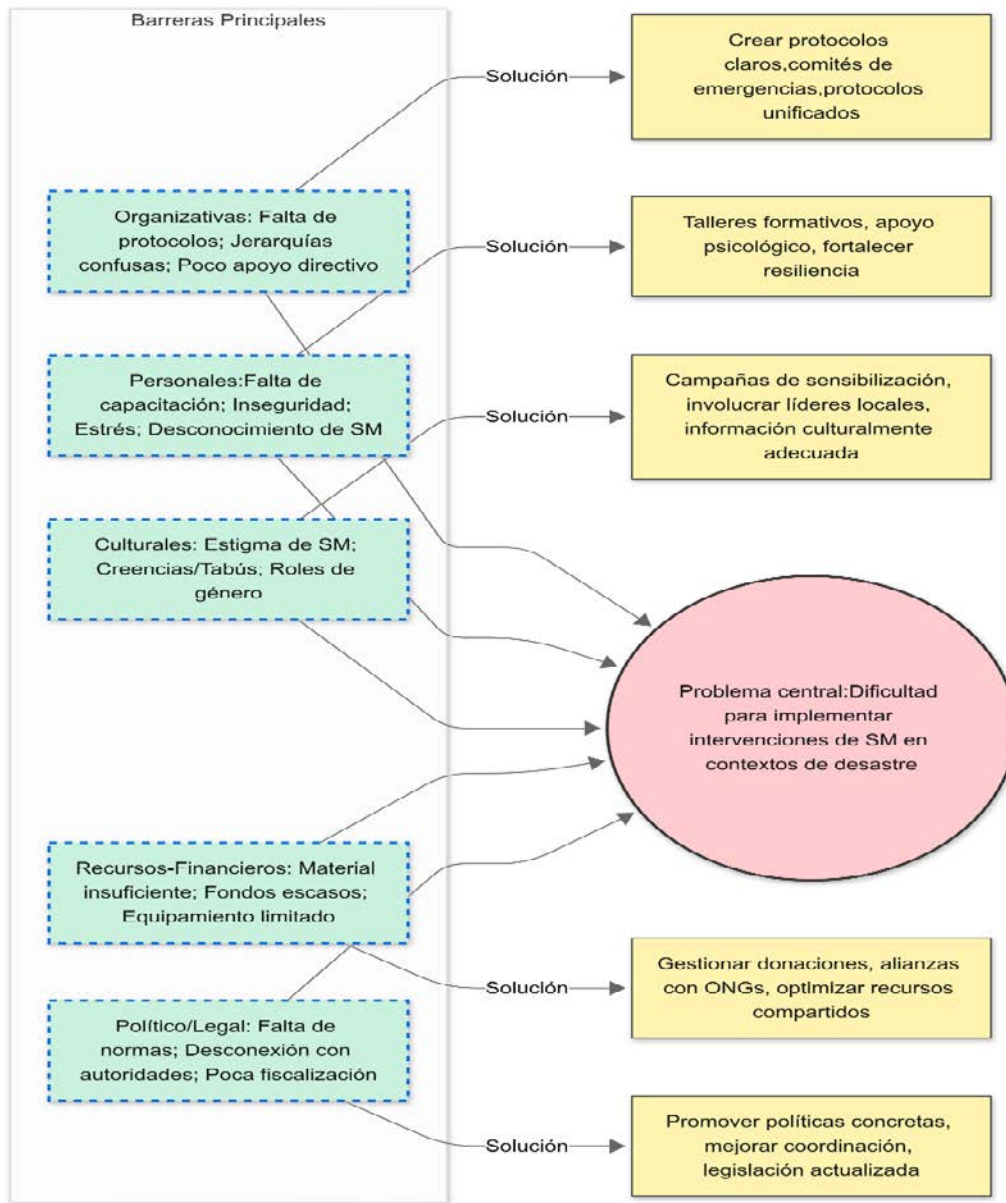 Barreras Principales
Organizativas: Falta de
protocolos; Jerarquías
confusas; Poco apoyo directivo
Solución
Crear protocolos
claros,comités de
emergencias,protocolos
unificados
Personales:Falta de
capacitación; Inseguridad;
Estrés; Desconocimiento de SM
Solución
Talleres formativos, apoyo
psicológico, fortalecer
resiliencia
Culturales: Estigma de SM;
Creencias/Tabús; Roles de
género
Solución
Campañas de sensibilización,
involucrar líderes locales,
información culturalmente
adecuada
Problema central:Dificultad
para implementar
intervenciones de SM en
contextos de desastre
Recursos-Financieros: Material
insuficiente; Fondos escasos;
Equipamiento limitado
Solución
Gestionar donaciones, alianzas
con ONGs, optimizar recursos
compartidos
Político/Legal: Falta de
normas; Desconexión con
autoridades; Poca fiscalización
Solución
Promover políticas concretas,
mejorar coordinación,
legislación actualizada